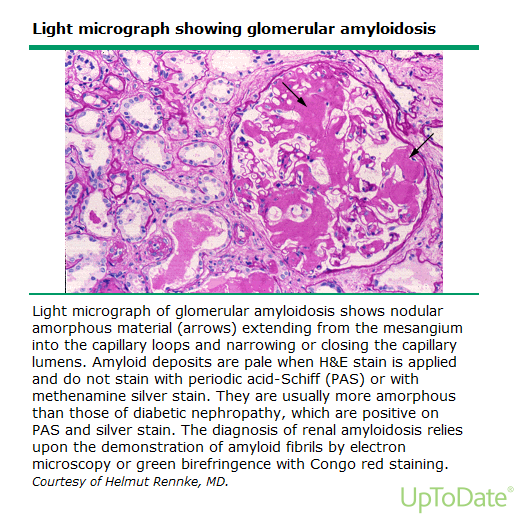 Light micrograph showing glomerular amyloidosis
Light micrograph of glomerular amyloidosis shows nodular
amorphous material (arrows) extending from the mesangium
into the capillary loops and narrowing or closing the capillary
lumens. Amyloid deposits are pale when H&E stain is applied
and do not stain with periodic acid-Schiff (PAS) or with
methenamine silver stain. They are usually more amorphous
than those of diabetic nephropathy, which are positive on
PAS and silver stain. The diagnosis of renal amyloidosis relies
upon the demonstration of amyloid fibrils by electron
microscopy or green birefringence with Congo red staining.
Courtesy of Helmut Rennke, MD.
UpToDate®